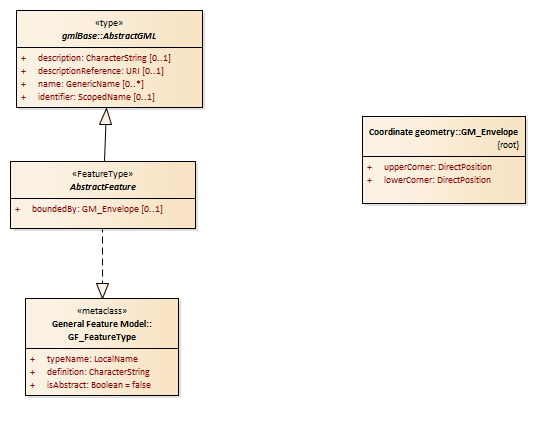 «type»
gmlBase::AbstractGML
+ description: CharacterString [0..1]
+ descriptionReference: URI [0..1]
+ name: GenericName [0..*]
+ identifier: ScopedName [0..1]
«FeatureType»
AbstractFeature
+ boundedBy: GM_Envelope [0..1]
«metaclass»
General Feature Model::
GF_FeatureType
+ typeName: LocalName
+ definition: CharacterString
+ isAbstract: Boolean = false
Coordinate geometry::GM_Envelope
{root}
+ upperCorner: DirectPosition
+ lowerCorner: DirectPosition